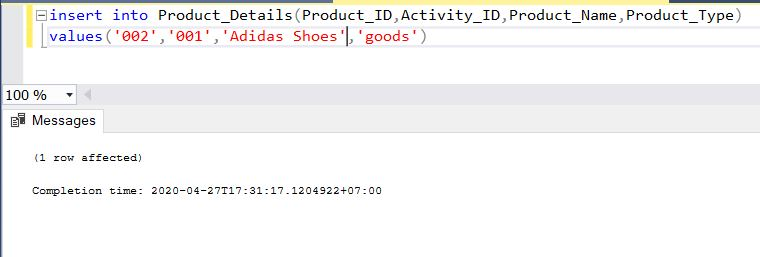 insert into Product_Details(Product_ID,Activity_ID,Product_Name,Product_Type)
values('002','001','Adidas Shoes','goods')
100 %
Messages
(1 row affected)
Completion time: 2020-04-27T17:31:17.1204922+07:00